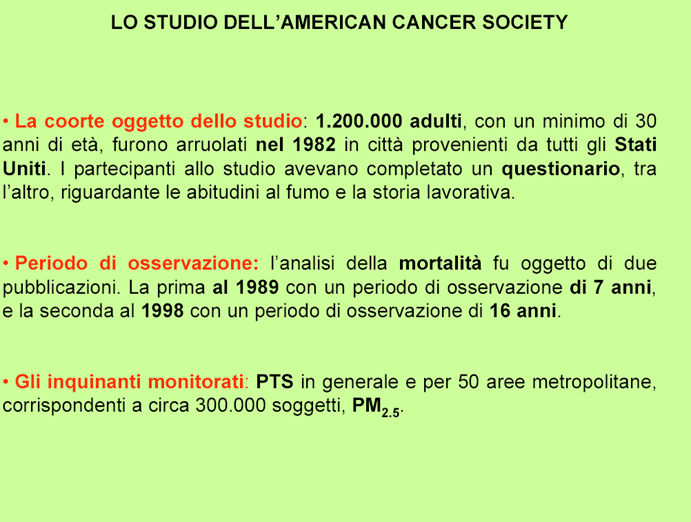 LO STUDIO DELL’AMERICAN CANCER SOCIETY
• La coorte oggetto dello studio: 1.200.000 adulti, con un minimo di 30
anni di età, furono arruolati nel 1982 in città provenienti da tutti gli Stati
Uniti. I partecipanti allo studio avevano completato un questionario, tra
l’altro, riguardante le abitudini al fumo e la storia lavorativa.
• Periodo di osservazione: l’analisi della mortalità fu oggetto di due
pubblicazioni. La prima al 1989 con un periodo di osservazione di 7 anni,
e la seconda al 1998 con un periodo di osservazione di 16 anni.
• Gli inquinanti monitorati: PTS in generale e per 50 aree metropolitane,
corrispondenti a circa 300.000 soggetti, PM2.5.